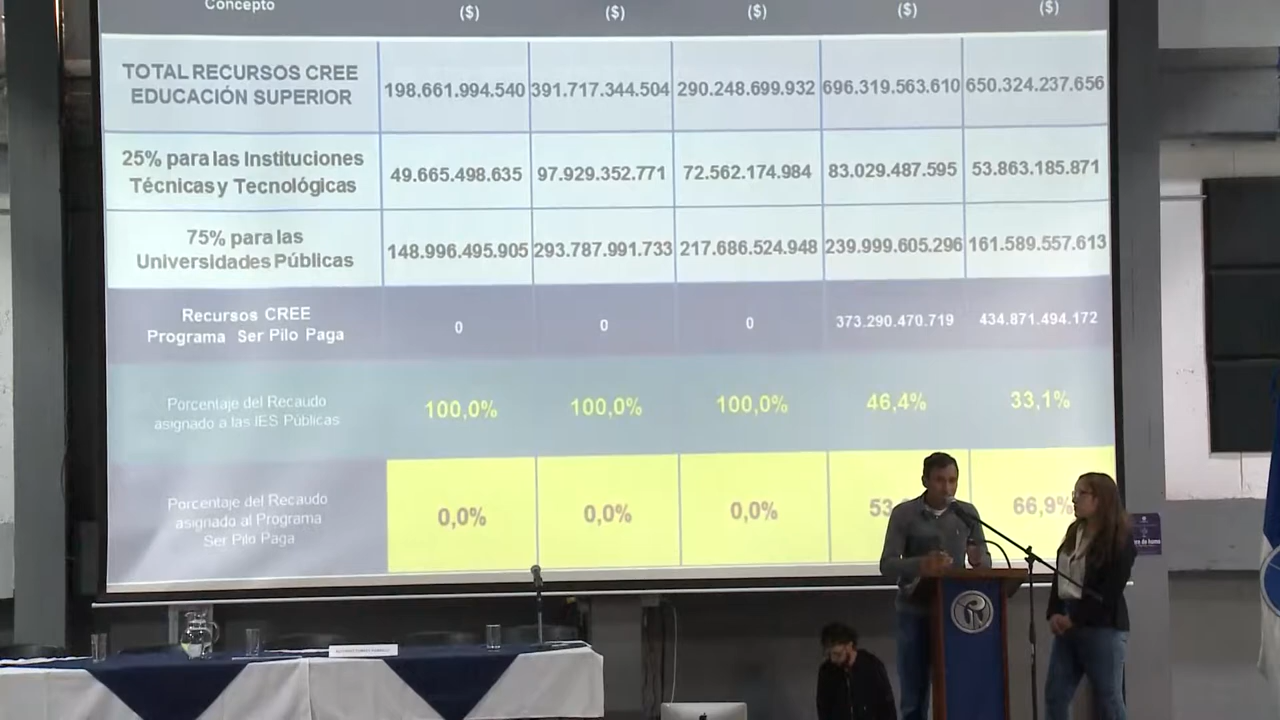 Concepto
($) ($) ($) ($) ($)
TOTAL RECURSOS CREE
EDUCACIÓN SUPERIOR
198.661.994.540 391.717.344.504 290.248.699.932 696.319.563.610 650.324.237.656
25% para las Instituciones
Técnicas y Tecnológicas
49.665.498.635 97.929.352.771 72.562.174.984 83.029.487.595 53.863.185.871
75% para las
Universidades Públicas
148.996.495.905 293.787.991.733 217.686.524.948 239.999.605.296 161.589.557.613
Recursos CREE
Programa Ser Pilo Paga
0 0 0 373.290.470.719 434.871.494.172
Porcentaje del Recaudo
asignado a las IES Públicas
100,0% 100,0% 100,0% 46,4% 33,1%
Porcentaje del Recaudo
asignado al Programa
Ser Pilo Paga
0,0% 0,0% 0,0% 53 66,9%